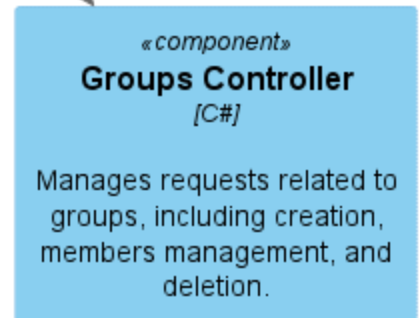 «component»
Groups Controller
[C#]
Manages requests related to
groups, including creation,
members management, and
deletion.